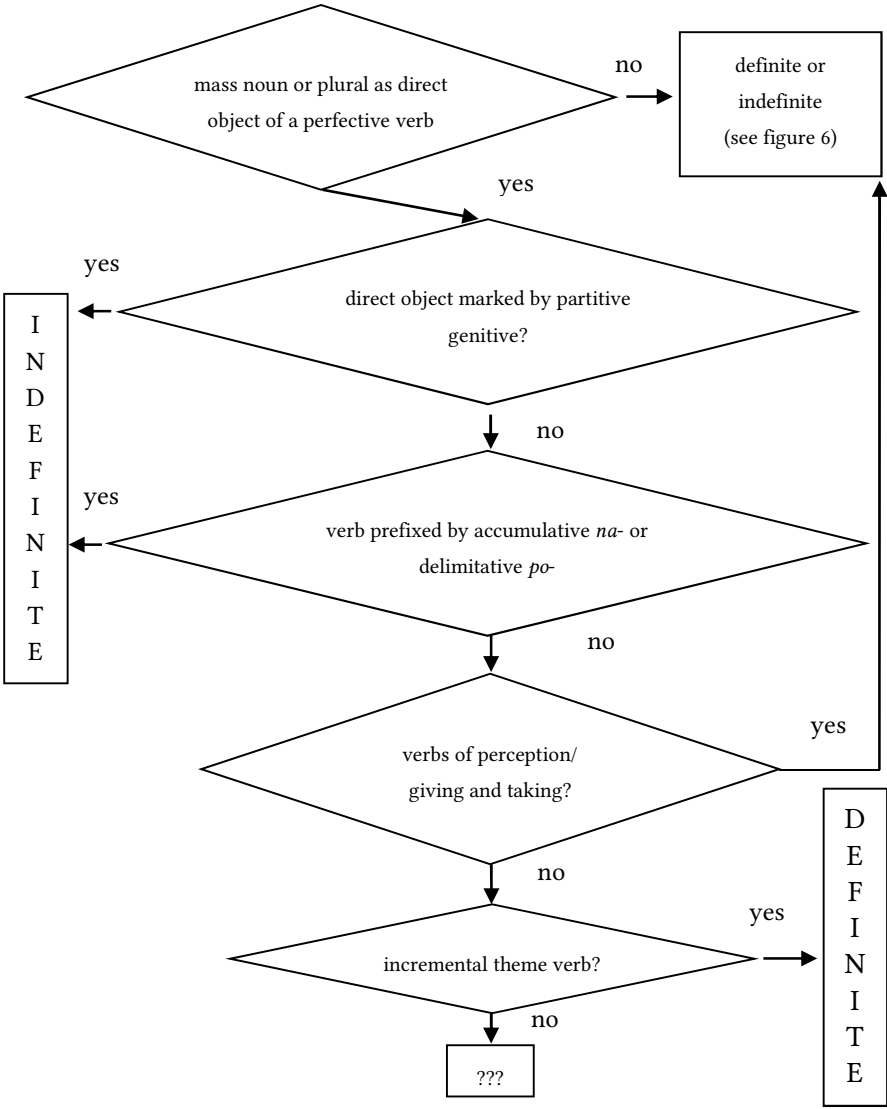 mass noun or plural as direct
object of a perfective verb
no
definite or
indefinite
(see figure 6)
yes
yes
direct object marked by partitive
genitive?
I
N
D
E
F
I
N
I
T
E
no
yes
verb prefixed by accumulative na- or
delimitative po-
no
verbs of perception/
giving and taking?
yes
no
incremental theme verb?
yes
D
E
F
I
N
I
T
E
no
???